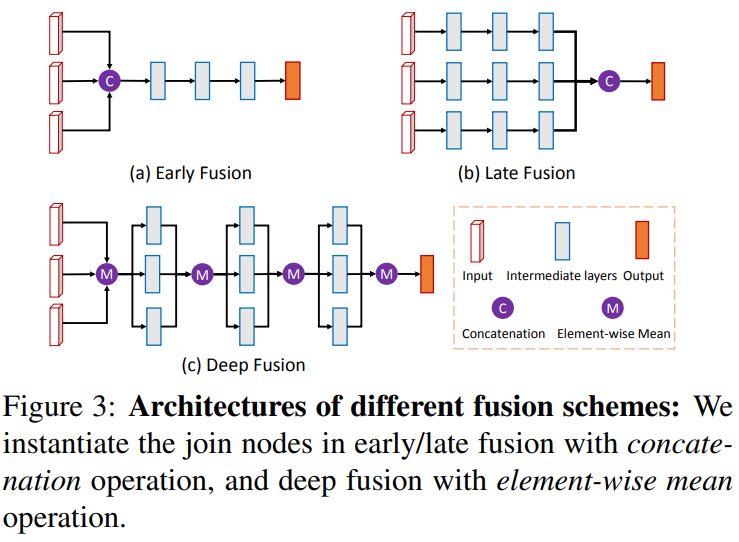 C
C
(a) Early Fusion
(b) Late Fusion
M
M
M
M
(c) Deep Fusion
Input Intermediate layers Output
C
M
Concatenation Element-wise Mean
Figure 3: Architectures of different fusion schemes: We
instantiate the join nodes in early/late fusion with concate-
nation operation, and deep fusion with element-wise mean
operation.